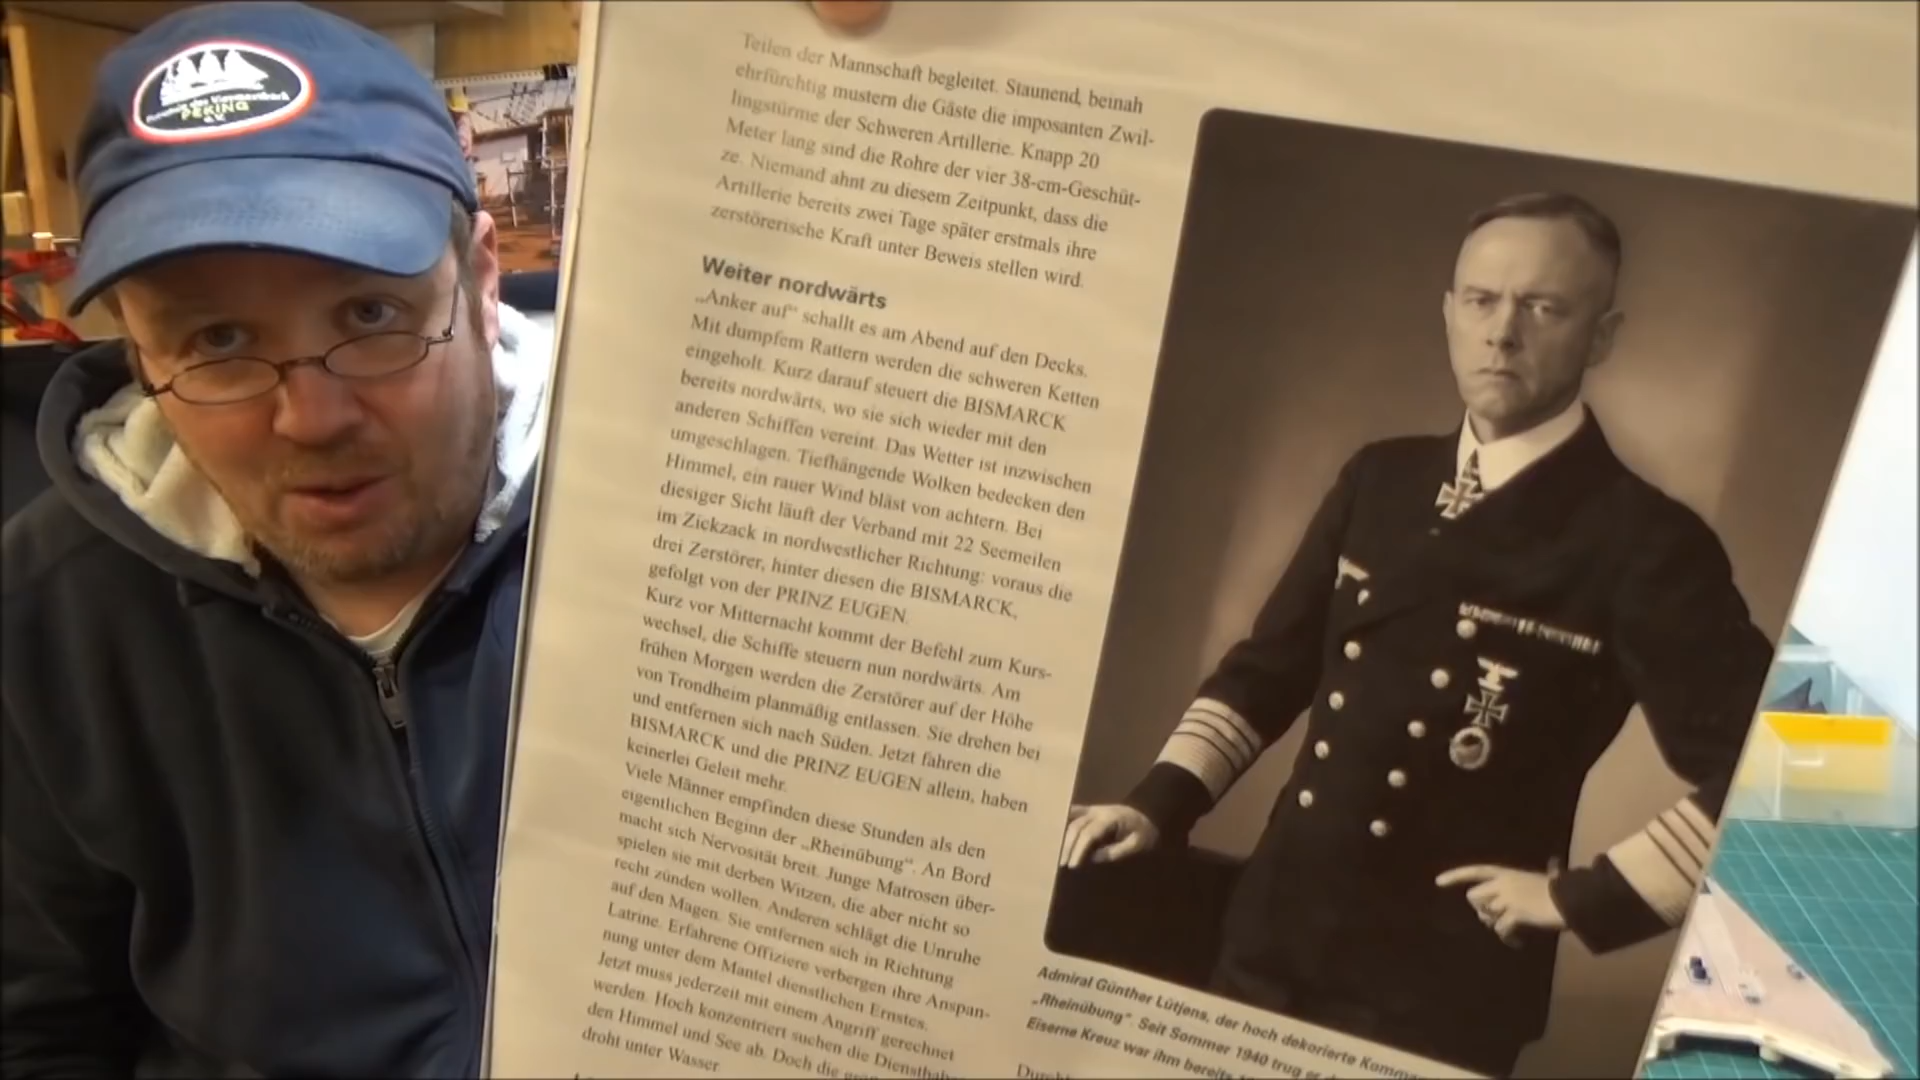 PEKING
e.V.
Teilen der Mannschaft begleitet. Staunend, beinah
ehrfürchtig mustern die Gäste die imposanten Zwil-
lingstürme der Schweren Artillerie. Knapp 20
Meter lang sind die Rohre der vier 38-cm-Geschüt-
ze. Niemand ahnt zu diesem Zeitpunkt, dass die
Artillerie bereits zwei Tage später erstmals ihre
zerstörerische Kraft unter Beweis stellen wird.
Weiter nordwärts
„Anker auf“ schallt es am Abend auf den Decks.
Mit dumpfem Rattern werden die schweren Ketten
eingeholt. Kurz darauf steuert die BISMARCK
bereits nordwärts, wo sie sich wieder mit den
anderen Schiffen vereint. Das Wetter ist inzwischen
umgeschlagen. Tiefhängende Wolken bedecken den
Himmel, ein rauer Wind bläst von achtern. Bei
diesiger Sicht läuft der Verband mit 22 Seemeilen
im Zickzack in nordwestlicher Richtung: voraus die
drei Zerstörer, hinter diesen die BISMARCK,
gefolgt von der PRINZ EUGEN.
Kurz vor Mitternacht kommt der Befehl zum Kurs-
wechsel, die Schiffe steuern nun nordwärts. Am
frühen Morgen werden die Zerstörer auf der Höhe
von Trondheim planmäßig entlassen. Sie drehen bei
und entfernen sich nach Süden. Jetzt fahren die
BISMARCK und die PRINZ EUGEN allein, haben
keinerlei Geleit mehr.
Viele Männer empfinden diese Stunden als den
eigentlichen Beginn der „Rheinübung“. An Bord
macht sich Nervosität breit. Junge Matrosen über-
spielen sie mit derben Witzen, die aber nicht so
recht zünden wollen. Anderen schlägt die Unruhe
auf den Magen. Sie entfernen sich in Richtung
Latrine. Erfahrene Offiziere verbergen ihre Anspan-
nung unter dem Mantel dienstlichen Ernstes.
Jetzt muss jederzeit mit einem Angriff gerechnet
werden. Hoch konzentriert suchen die
den Himmel und See ab. Doch die
droht unter Wasser
Admiral Günther Lütjens, der hoch dekorierte
„Rheinübung“. Seit Sommer 1940 trug er
Eiserne Kreuz war ihm bereits